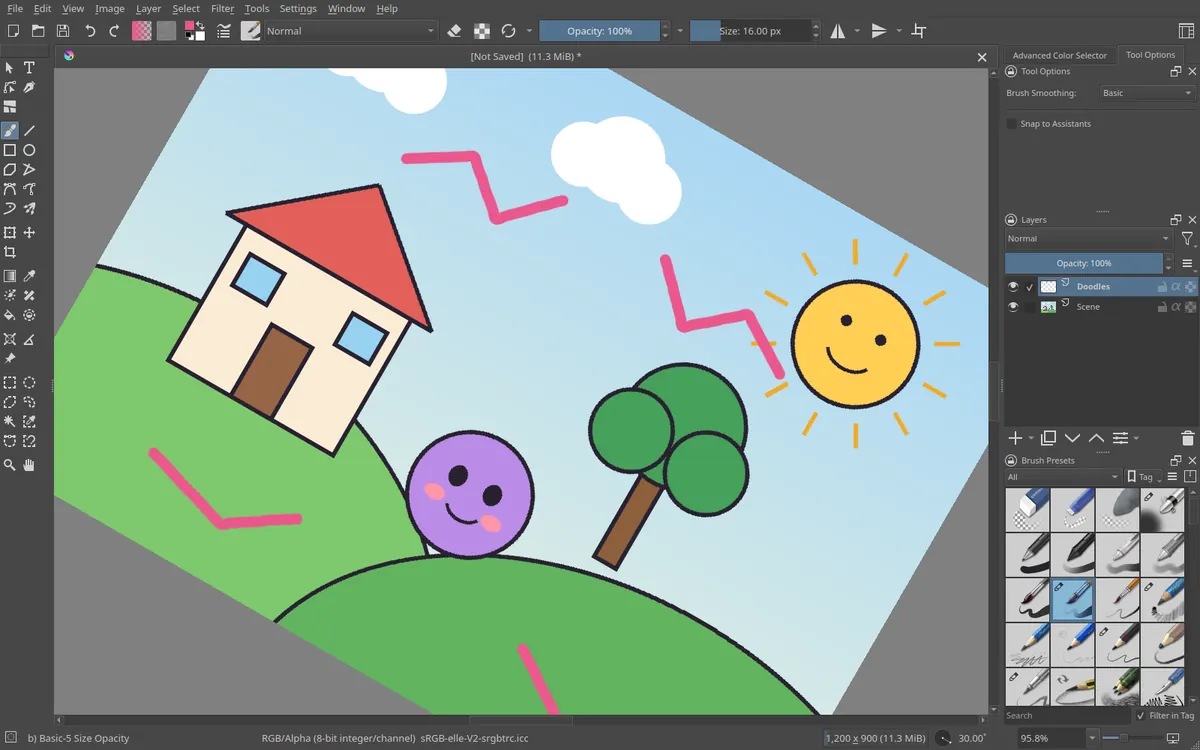 File Edit View Image Layer Select Filter Tools Settings Window Help
Normal Opacity: 100% Size: 16.00 px
[Not Saved] (11.3 MiB) *
Advanced Color Selector Tool Options
Tool Options
Brush Smoothing: Basic
Snap to Assistants
Layers
Normal
Opacity: 100%
Doodles
Scene
Brush Presets
All Tag
Search Filter in Tag
b) Basic-5 Size Opacity RGB/Alpha (8-bit integer/channel) sRGB-elle-V2-srgbtrc.icc 1,200 x 900 (11.3 MiB) 30.00° 95.8%